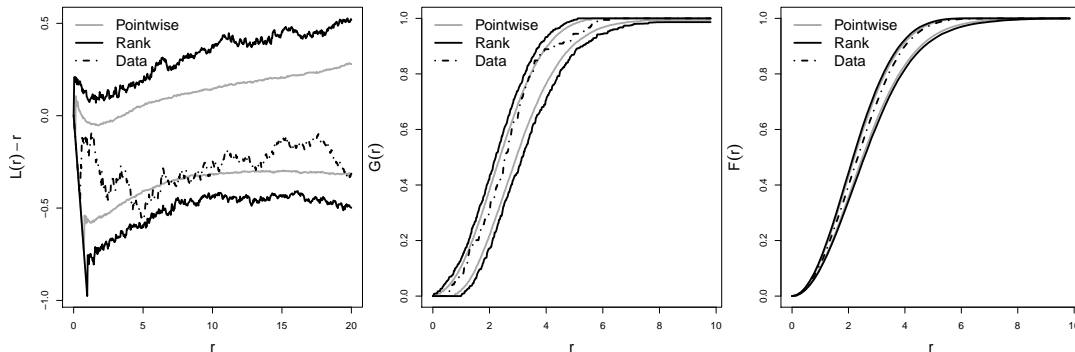 Pointwise
Rank
Data
L(r) − r
0.5
0.0
−0.5
−1.0
0 5 10 15 20
r
Pointwise
Rank
Data
G(r)
1.0
0.8
0.6
0.4
0.2
0.0
0 2 4 6 8 10
r
Pointwise
Rank
Data
F(r)
1.0
0.8
0.6
0.4
0.2
0.0
0 2 4 6 8 10
r